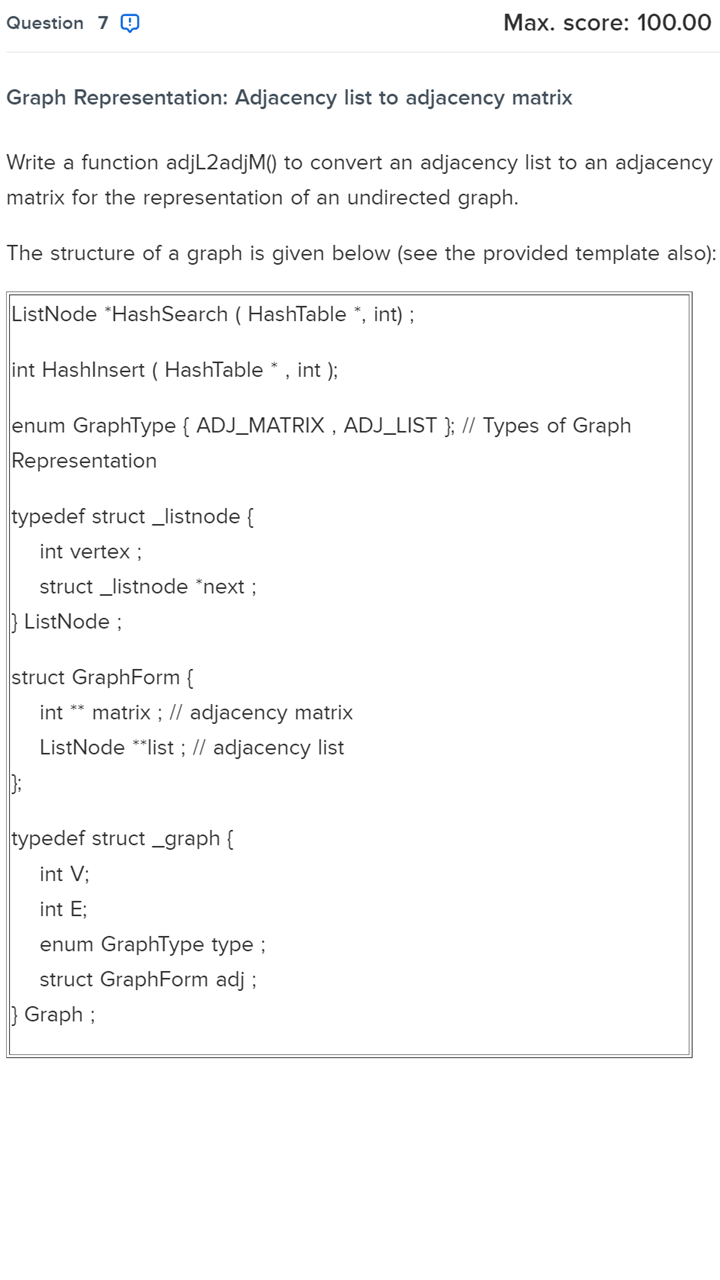 Question 7
Max. score: 100.00
Graph Representation: Adjacency list to adjacency matrix
Write a function adjL2adjM() to convert an adjacency list to an adjacency
matrix for the representation of an undirected graph.
The structure of a graph is given below (see the provided template also):
ListNode *HashSearch ( HashTable *, int) ;
int HashInsert ( HashTable * , int );
enum GraphType { ADJ_MATRIX , ADJ_LIST }; // Types of Graph
Representation
typedef struct _listnode {
int vertex ;
struct _listnode *next ;
} ListNode ;
struct GraphForm {
int ** matrix ; // adjacency matrix
ListNode **list ; // adjacency list
};
typedef struct _graph {
int V;
int E;
enum GraphType type ;
struct GraphForm adj ;
} Graph ;